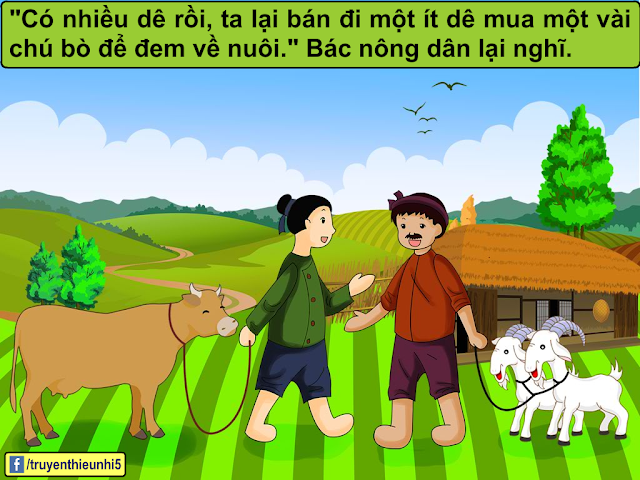 "Có nhiều dê rồi, ta lại bán đi một ít dê mua một vài
chú bò để đem về nuôi." Bác nông dân lại nghĩ.
f /truyenthieunhi5